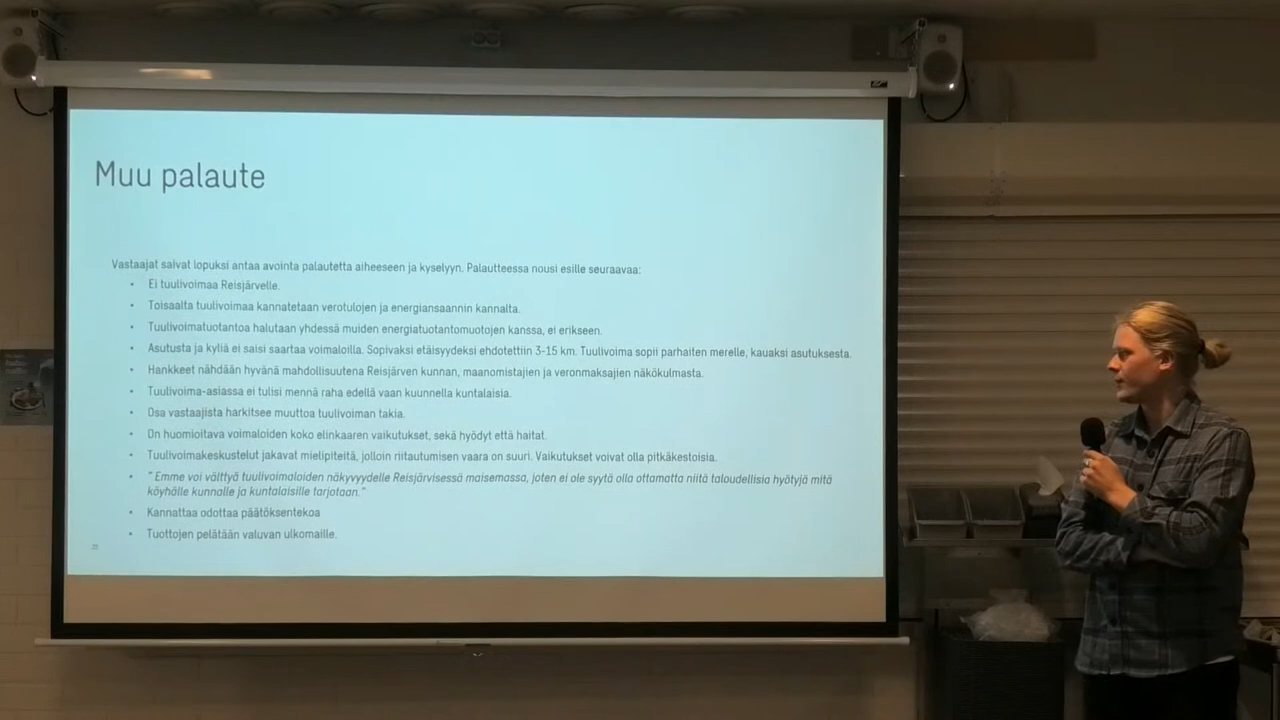 Muu palaute
Vastaajat saivat lopuksi antaa avointa palautetta aiheeseen ja kyselyyn. Palautteessa nousi esille seuraavaa:
• Ei tuulivoimaa Reisjärvelle.
• Toisaalta tuulivoimaa kannatetaan verotulojen ja energiansaannin kannalta.
• Tuulivoimatuotantoa halutaan yhdessä muiden energiatuotantomuotojen kanssa, ei erikseen.
• Asutusta ja kyliä ei saisi saartaa voimaloilla. Sopivaksi etäisyydeksi ehdotettiin 3-15 km. Tuulivoima sopii parhaiten merelle, kauaksi asutuksesta.
• Hankkeet nähdään hyvänä mahdollisuutena Reisjärven kunnan, maanomistajien ja veronmaksajien näkökulmasta.
• Tuulivoima-asiassa ei tulisi mennä raha edellä vaan kuunnella kuntalaisia.
• Osa vastaajista harkitsee muuttoa tuulivoiman takia.
• On huomioitava voimaloiden koko elinkaaren vaikutukset, sekä hyödyt että haitat.
• Tuulivoimakeskustelut jakavat mielipiteitä, jolloin riitautumisen vaara on suuri. Vaikutukset voivat olla pitkäkestoisia.
• "Emme voi välttyä tuulivoimaloiden näkyvyydelle Reisjärvisessä maisemassa, joten ei ole syytä olla ottamatta niitä taloudellisia hyötyjä mitä
köyhälle kunnalle ja kuntalaisille tarjotaan."
• Kannattaa odottaa päätöksentekoa
• Tuottojen pelätään valuvan ulkomaille.